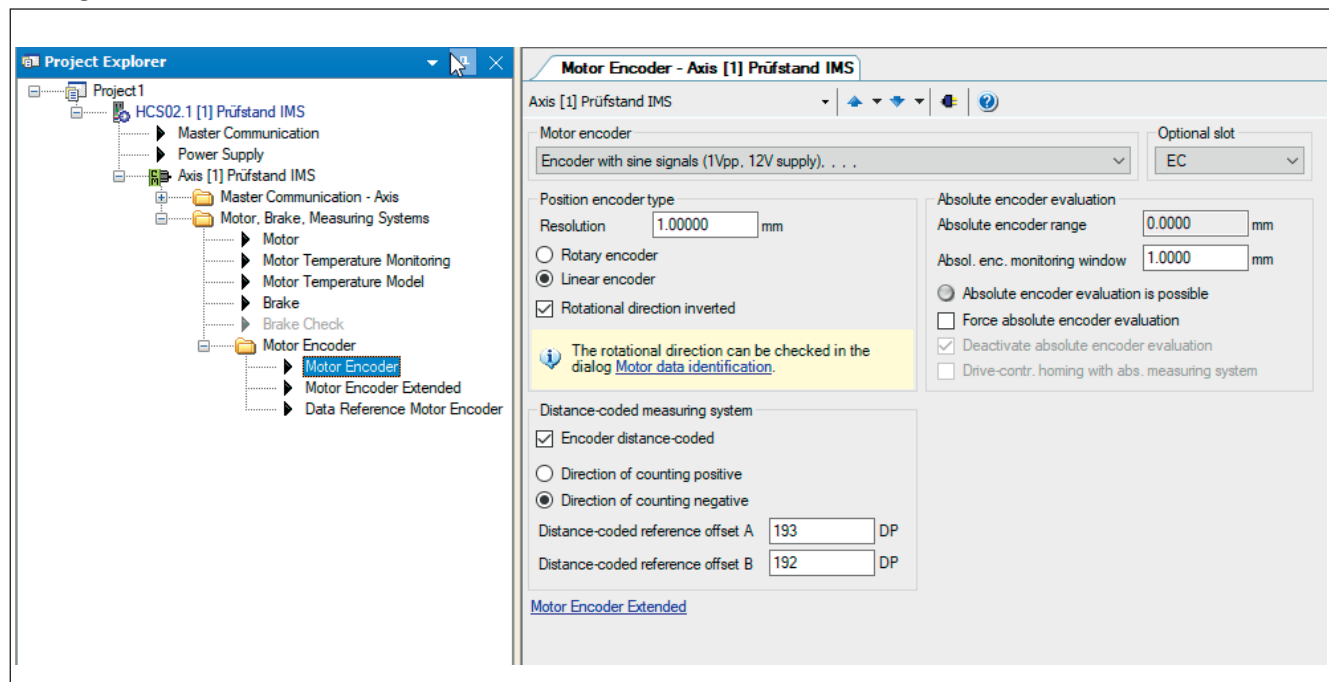 Project Explorer
Project1
HCS02.1 [1] Prüfstand IMS
Master Communication
Power Supply
Axis [1] Prüfstand IMS
Master Communication - Axis
Motor, Brake, Measuring Systems
Motor
Motor Temperature Monitoring
Motor Temperature Model
Brake
Brake Check
Motor Encoder
Motor Encoder
Motor Encoder Extended
Data Reference Motor Encoder
Motor Encoder - Axis [1] Prüfstand IMS
Axis [1] Prüfstand IMS
Motor encoder
Encoder with sine signals (1Vpp, 12V supply), . . ,
Optional slot
EC
Position encoder type
Resolution 1.00000 mm
Rotary encoder
Linear encoder
Rotational direction inverted
The rotational direction can be checked in the
dialog Motor data identification.
Distance-coded measuring system
Encoder distance-coded
Direction of counting positive
Direction of counting negative
Distance-coded reference offset A 193 DP
Distance-coded reference offset B 192 DP
Motor Encoder Extended
Absolute encoder evaluation
Absolute encoder range 0.0000 mm
Absol. enc. monitoring window 1.0000 mm
Absolute encoder evaluation is possible
Force absolute encoder evaluation
Deactivate absolute encoder evaluation
Drive-contr. homing with abs. measuring system